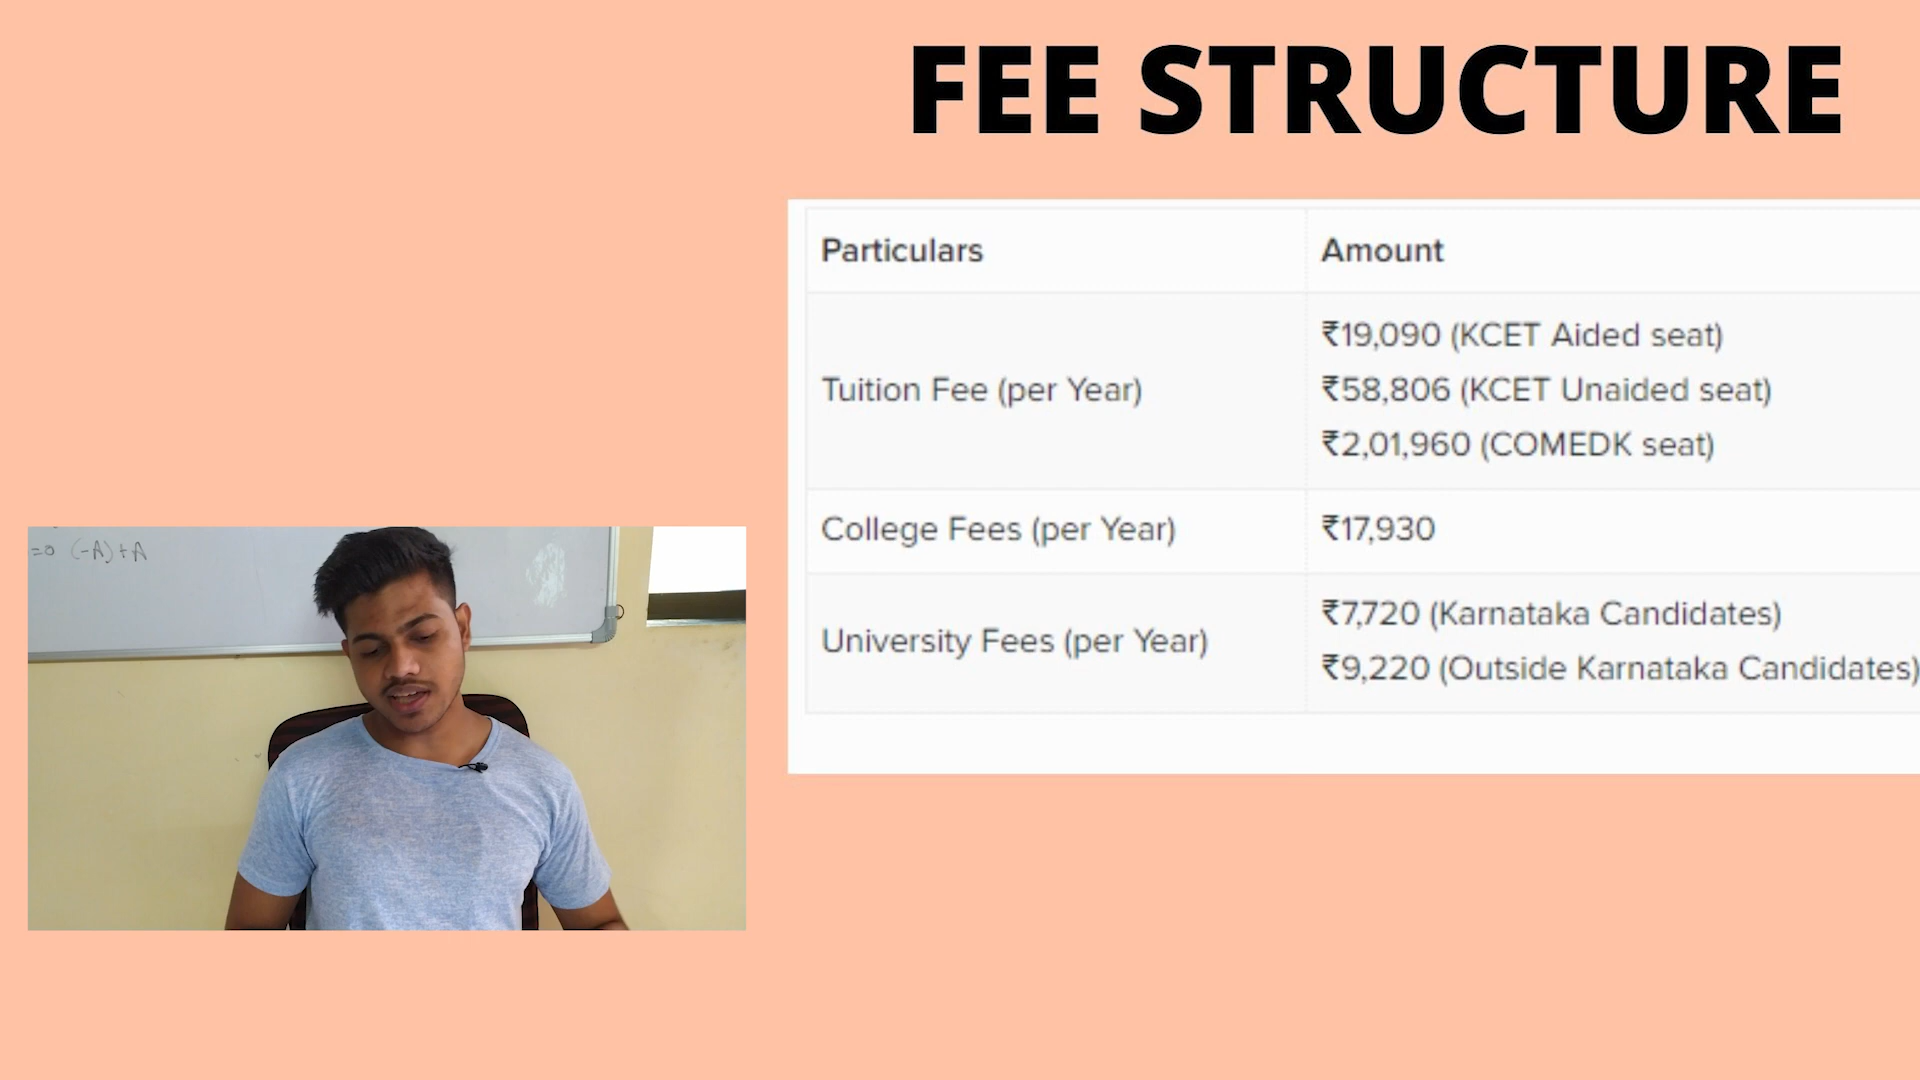 FEE STRUCTURE
Particulars Amount
Tuition Fee (per Year)
₹19,090 (KCET Aided seat)
₹58,806 (KCET Unaided seat)
₹2,01,960 (COMEDK seat)
College Fees (per Year) ₹17,930
University Fees (per Year)
₹7,720 (Karnataka Candidates)
₹9,220 (Outside Karnataka Candidates)
=0 (-A)+A